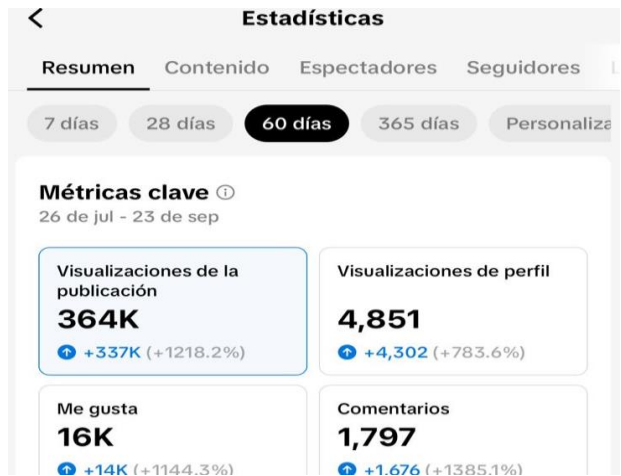 Estadísticas
Resumen Contenido Espectadores Seguidores
7 días 28 días 60 días 365 días Personaliza
Métricas clave
26 de jul - 23 de sep
Visualizaciones de la
publicación
364K
+337K (+1218.2%)
Visualizaciones de perfil
4,851
+4,302 (+783.6%)
Me gusta
16K
+14K (+1144.3%)
Comentarios
1,797
+1,676 (+1385.1%)